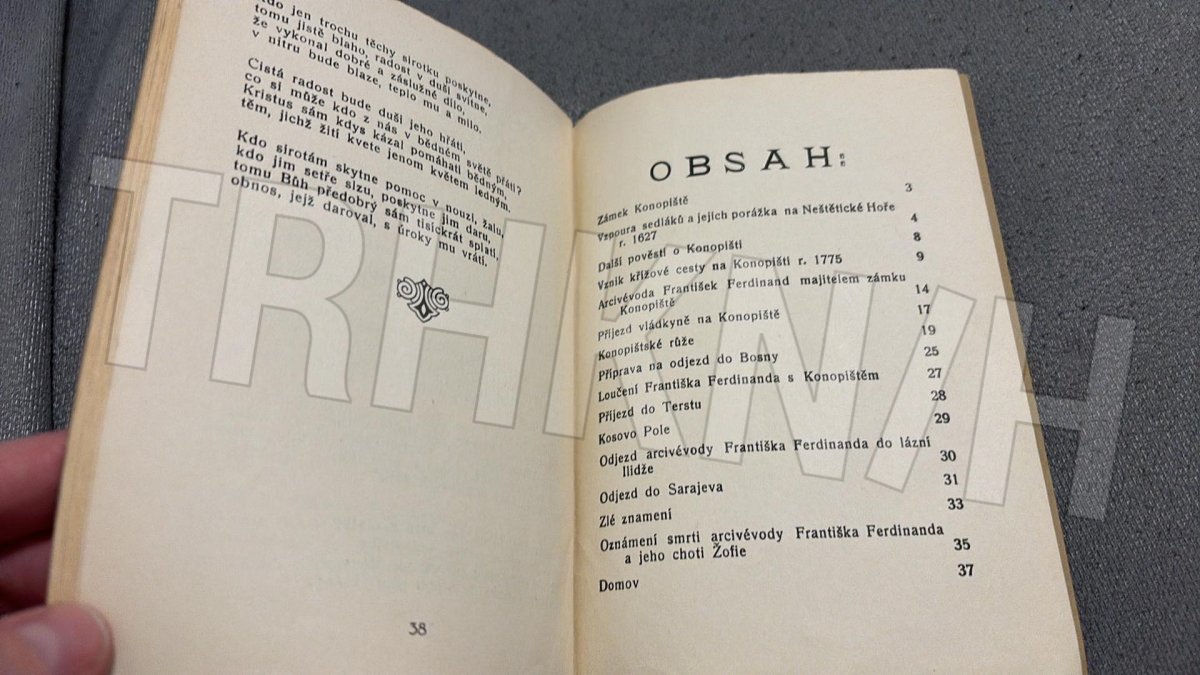 Kdo jen trochu těchy sirotku poskytne,
tomu jistě blaho, radost v duši svitne,
že vykonal dobré a záslužné dílo,
v nitru bude blaze, teplo mu a milo.
Cistá radost bude duši jeho hřáti,
co si může kdo z nás v bědném světě přáti?
Kristus sám kdys kázal pomáhati bědným,
těm, jichž žití kvete jenom květem ledným.
Kdo sirotám skytne pomoc v nouzi, žalu,
kdo jim setře slzu, poskytne jim daru,
tomu Bůh předobrý sám tisíckrát splatí,
obnos, jejž daroval, s úroky mu vrátí.
38
OBSAH:
Zámek Konopiště 3
Vzpoura sedláků a jejich porážka na Neštětické Hoře
r. 1627 4
Další pověsti o Konopišti 8
Vznik křížové cesty na Konopišti r. 1775 9
Arcivévoda František Ferdinand majitelem zámku
Konopiště 14
Příjezd vládkyně na Konopiště 17
Konopištské růže 19
Příprava na odjezd do Bosny 25
Loučení Františka Ferdinanda s Konopištěm 27
Příjezd do Terstu 28
Kosovo Pole 29
Odjezd arcivévody Františka Ferdinanda do lázní
Ilidže 30
Odjezd do Sarajeva 31
Zlé znamení 33
Oznámení smrti arcivévody Františka Ferdinanda
a jeho choti Žofie 35
Domov 37
TRHKNIH